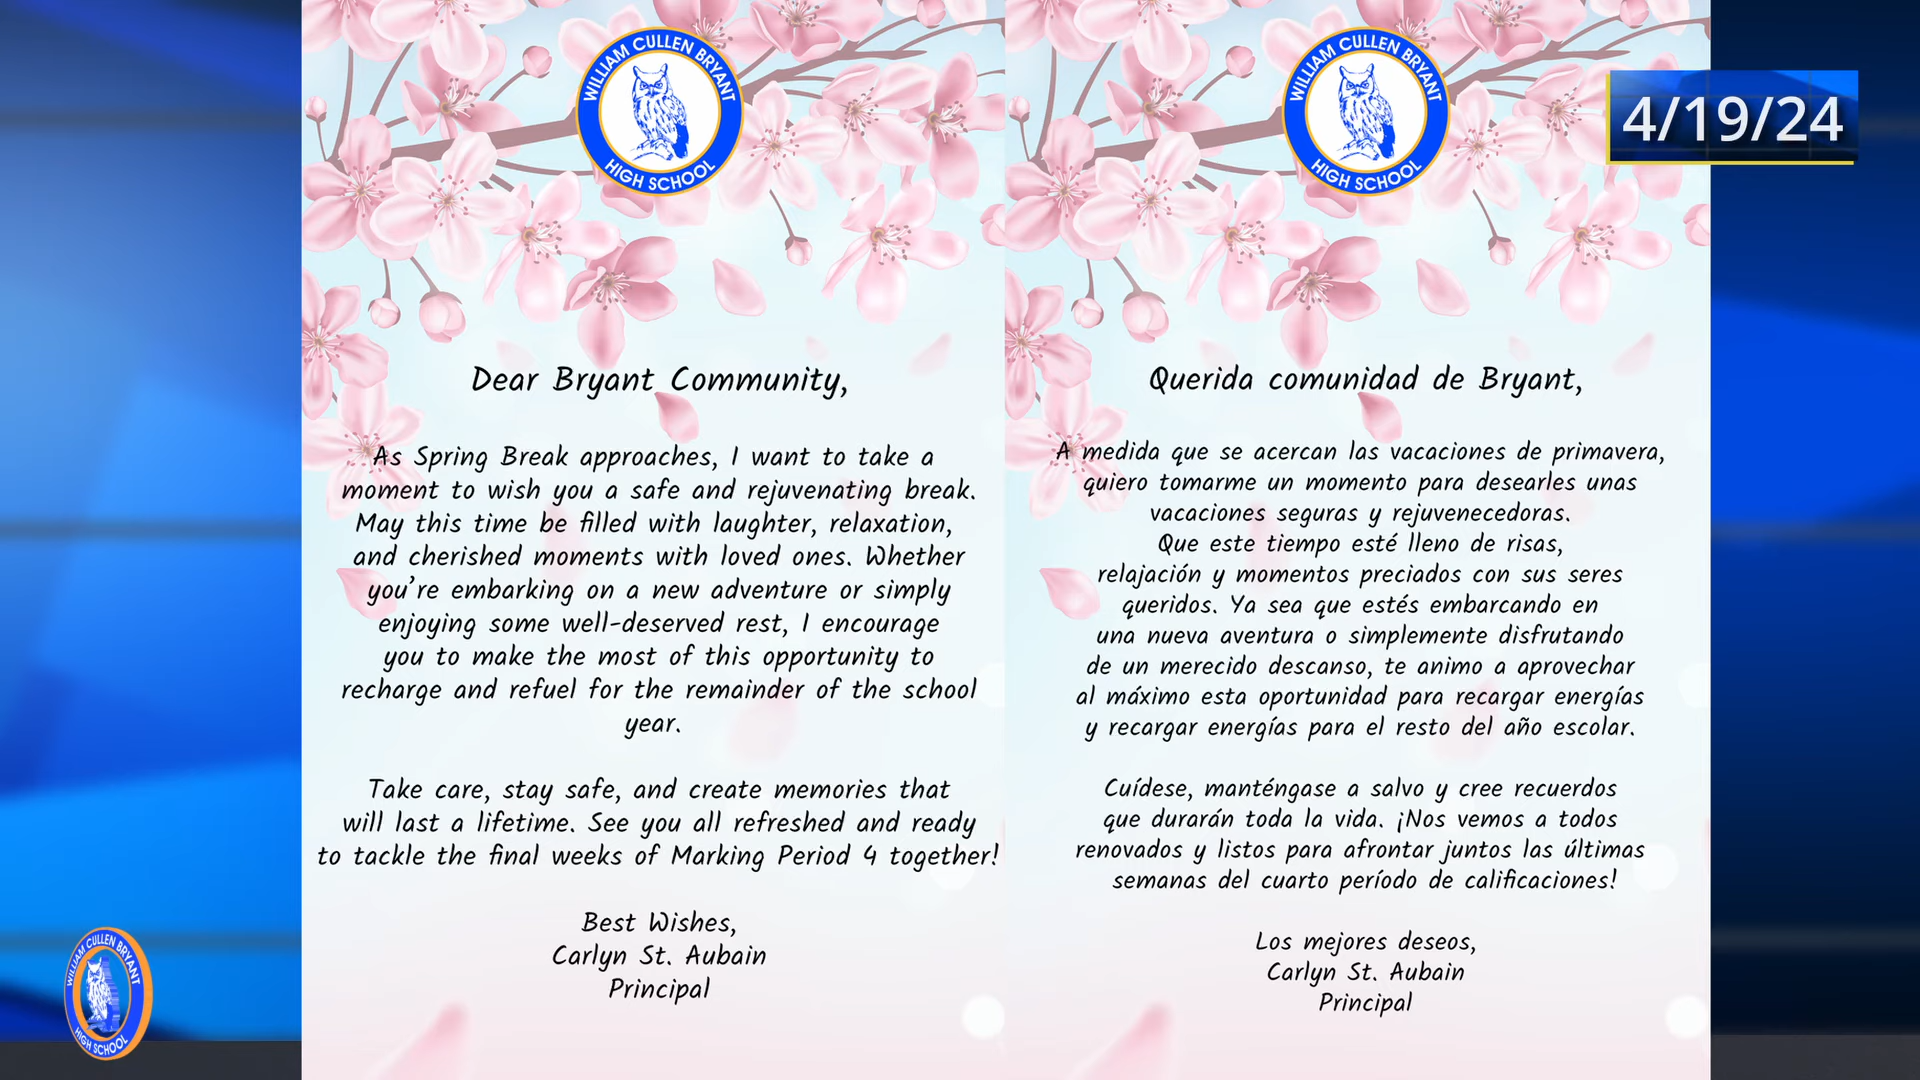 WILLIAM CULLEN BRYANT
HIGH SCHOOL
Dear Bryant Community,
As Spring Break approaches, I want to take a
moment to wish you a safe and rejuvenating break.
May this time be filled with laughter, relaxation,
and cherished moments with loved ones. Whether
you're embarking on a new adventure or simply
enjoying some well-deserved rest, I encourage
you to make the most of this opportunity to
recharge and refuel for the remainder of the school
year.
Take care, stay safe, and create memories that
will last a lifetime. See you all refreshed and ready
to tackle the final weeks of Marking Period 4 together!
Best Wishes,
Carlyn St. Aubain
Principal
WILLIAM CULLEN BRYANT
HIGH SCHOOL
4/19/24
Querida comunidad de Bryant,
A medida que se acercan las vacaciones de primavera,
quiero tomarme un momento para desearles unas
vacaciones seguras y rejuvenecedoras.
Que este tiempo esté lleno de risas,
relajación y momentos preciados con sus seres
queridos. Ya sea que estés embarcando en
una nueva aventura o simplemente disfrutando
de un merecido descanso, te animo a aprovechar
al máximo esta oportunidad para recargar energías
y recargar energías para el resto del año escolar.
Cuídese, manténgase a salvo y cree recuerdos
que durarán toda la vida. ¡Nos vemos a todos
renovados y listos para afrontar juntos las últimas
semanas del cuarto período de calificaciones!
Los mejores deseos,
Carlyn St. Aubain
Principal
WILLIAM CULLEN BRYANT
HIGH SCHOOL